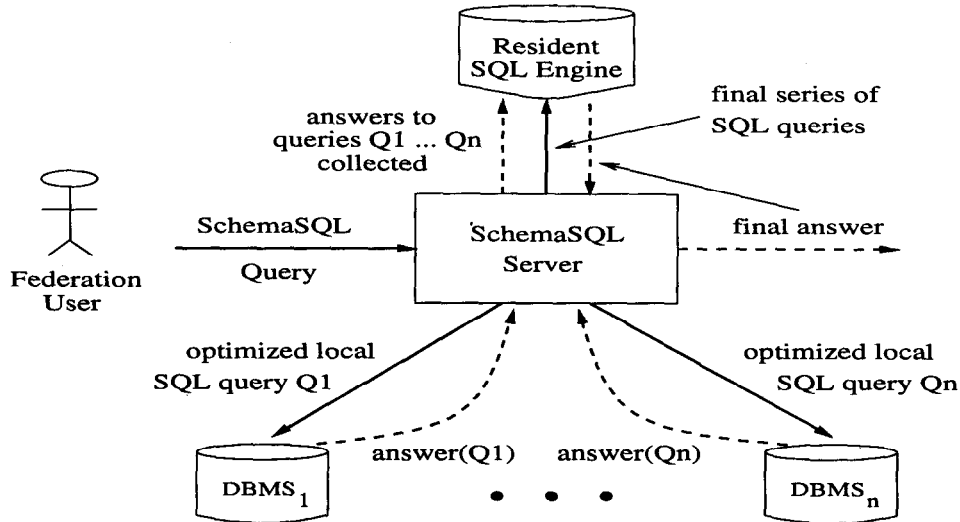 Resident
SQL Engine
answers to
queries Q1 ... Qn
collected
final series of
SQL queries
SchemaSQL
Query
SchemaSQL
Server
final answer
Federation
User
optimized local
SQL query Q1
optimized local
SQL query Qn
answer(Q1)
answer(Qn)
DBMS1
DBMSn